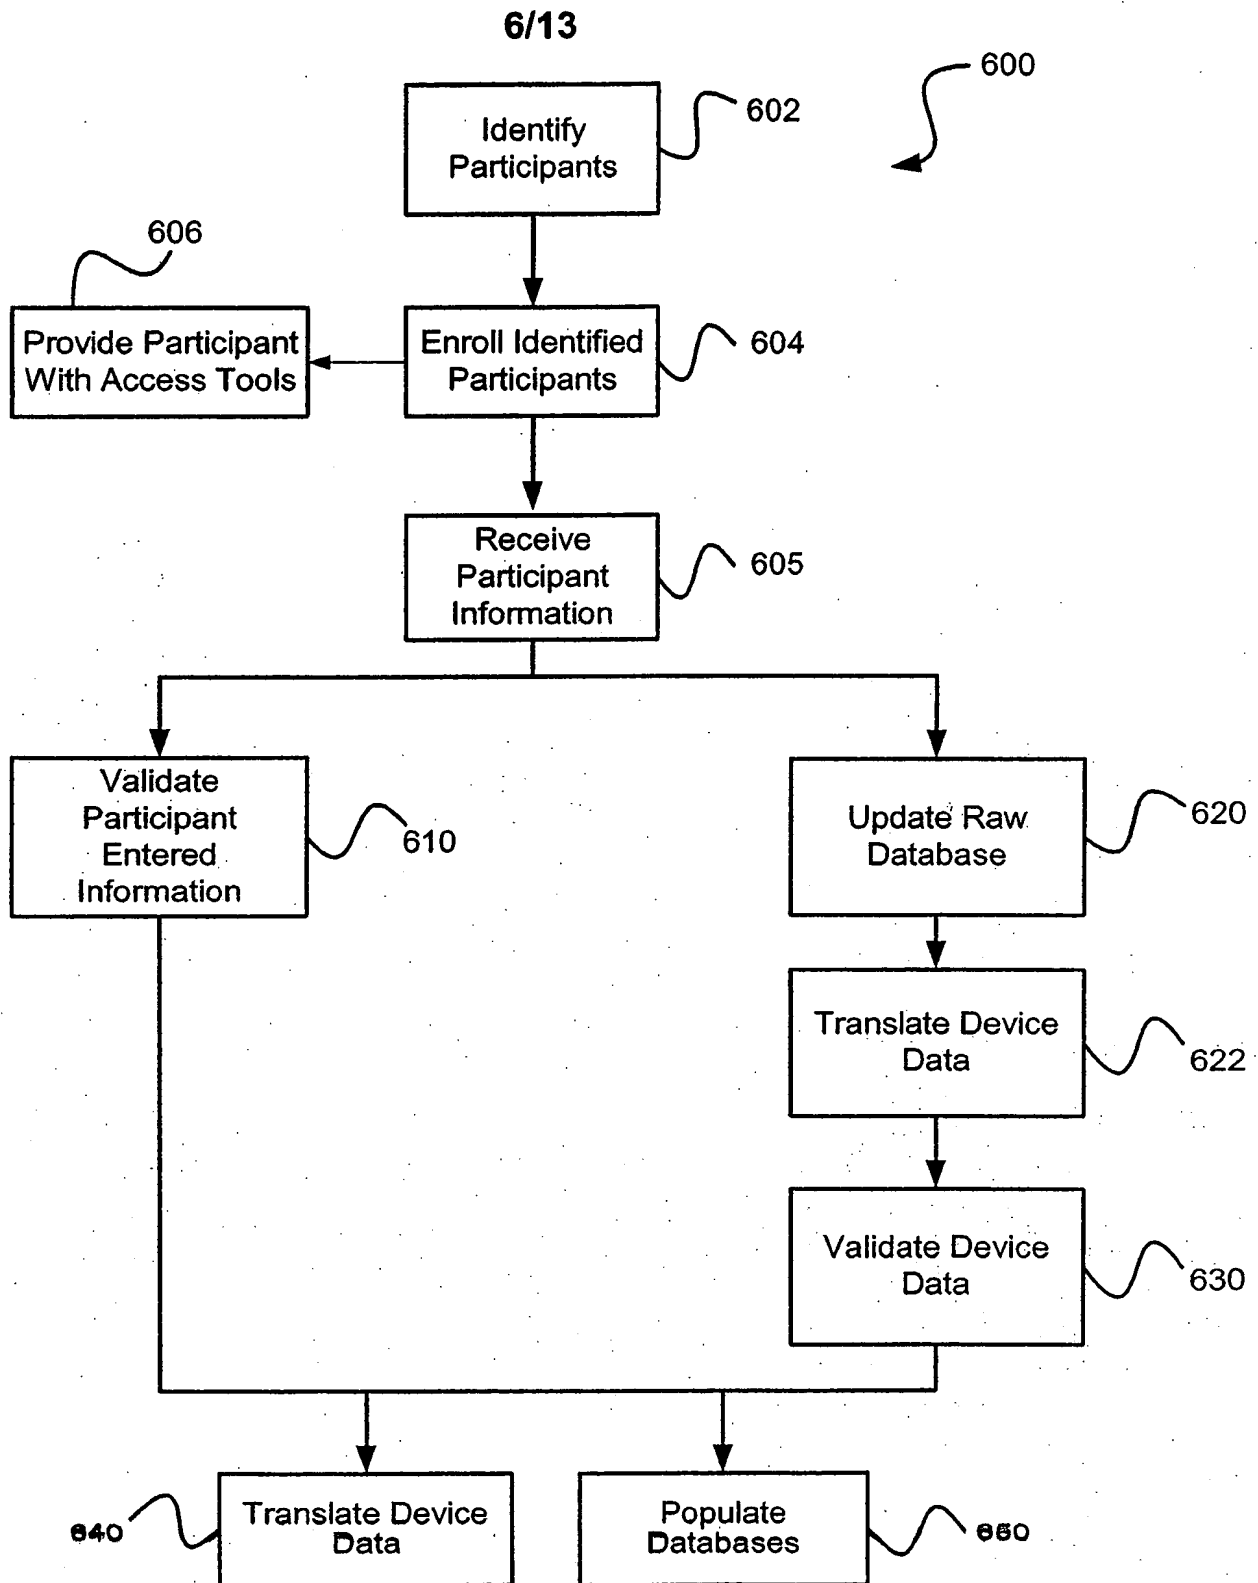 6/13
600
Identify
Participants
602
606
Provide Participant
With Access Tools
Enroll Identified
Participants
604
Receive
Participant
Information
605
Validate
Participant
Entered
Information
610
Update Raw
Database
620
Translate Device
Data
622
Validate Device
Data
630
640
Translate Device
Data
Populate
Databases
650